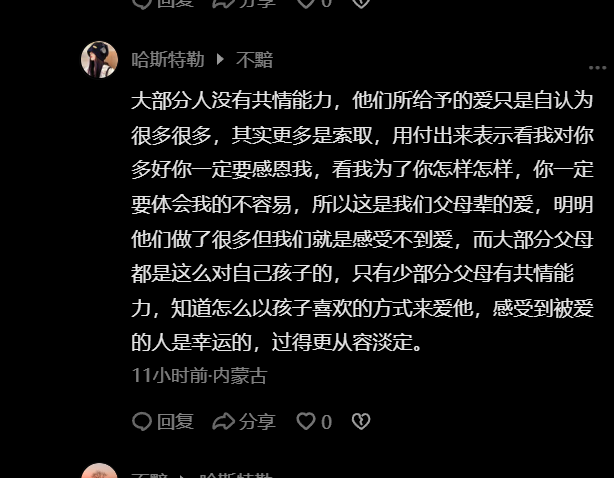 回复 分享 0
哈斯特勒 ▶ 不黯
大部分人没有共情能力，他们所给予的爱只是自认为
很多很多，其实更多是索取，用付出来表示看我对你
多好你一定要感恩我，看我为了你怎样怎样，你一定
要体会我的不容易，所以这是我们父母辈的爱，明明
他们做了很多但我们就是感受不到爱，而大部分父母
都是这么对自己孩子的，只有少部分父母有共情能
力，知道怎么以孩子喜欢的方式来爱他，感受到被爱
的人是幸运的，过得更从容淡定。
11小时前·内蒙古
回复 分享 0
不黯 哈斯特勒